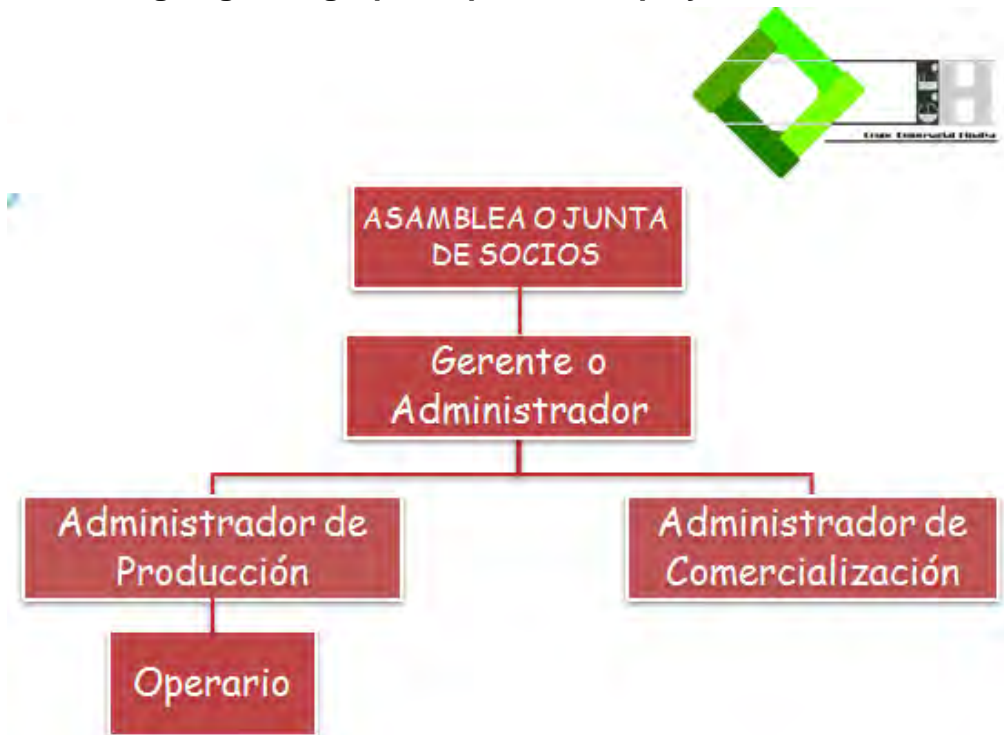 ASAMBLEA O JUNTA
DE SOCIOS
Gerente o
Administrador
Administrador de
Producción
Administrador de
Comercialización
Operario